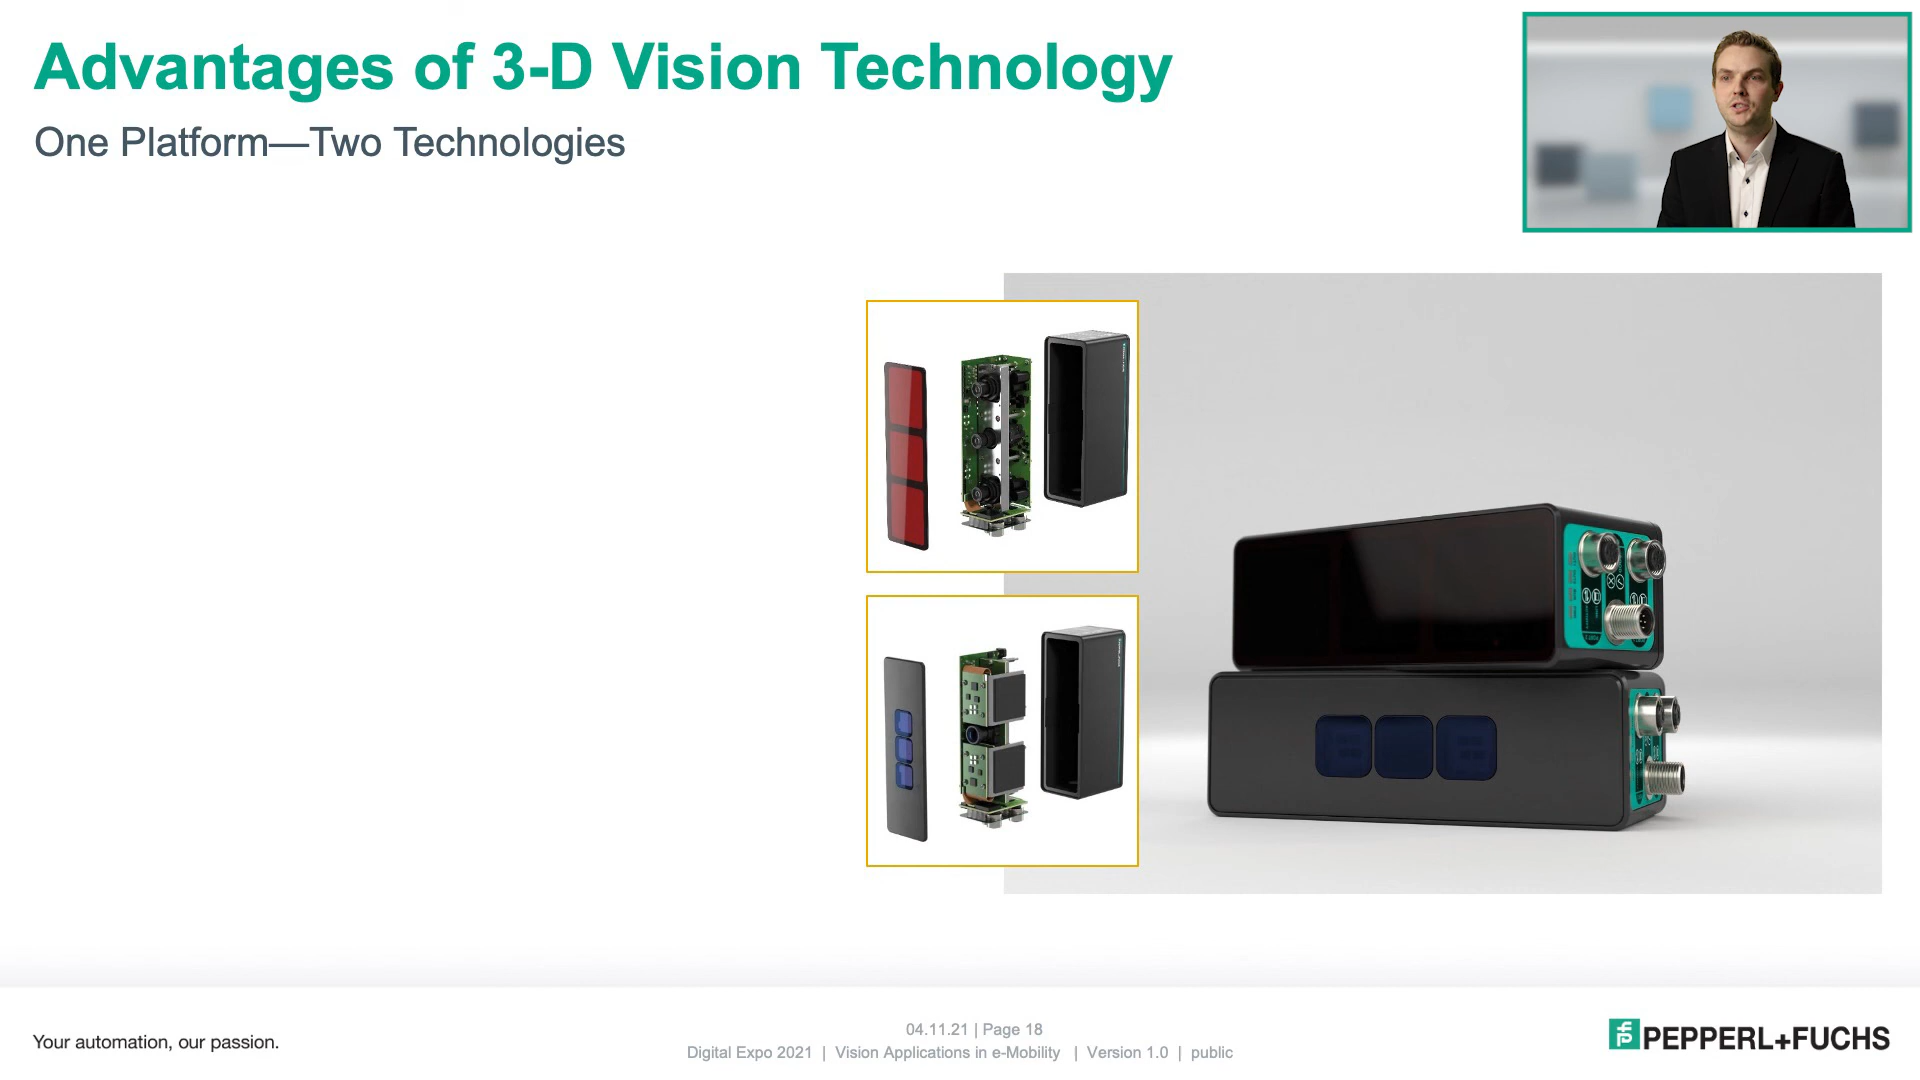 Advantages of 3-D Vision Technology
One Platform—Two Technologies
Your automation, our passion.
04.11.21 | Page 18
Digital Expo 2021 | Vision Applications in e-Mobility | Version 1.0 | public
PEPPERL+FUCHS